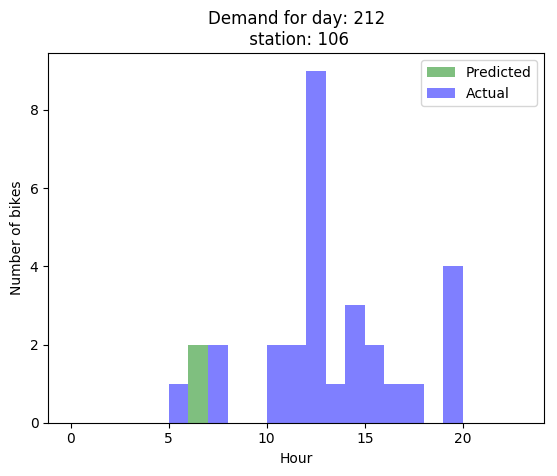 Demand for day: 212
station: 106
Predicted
Actual
Number of bikes
8
6
4
2
0
0
5
10
15
20
Hour